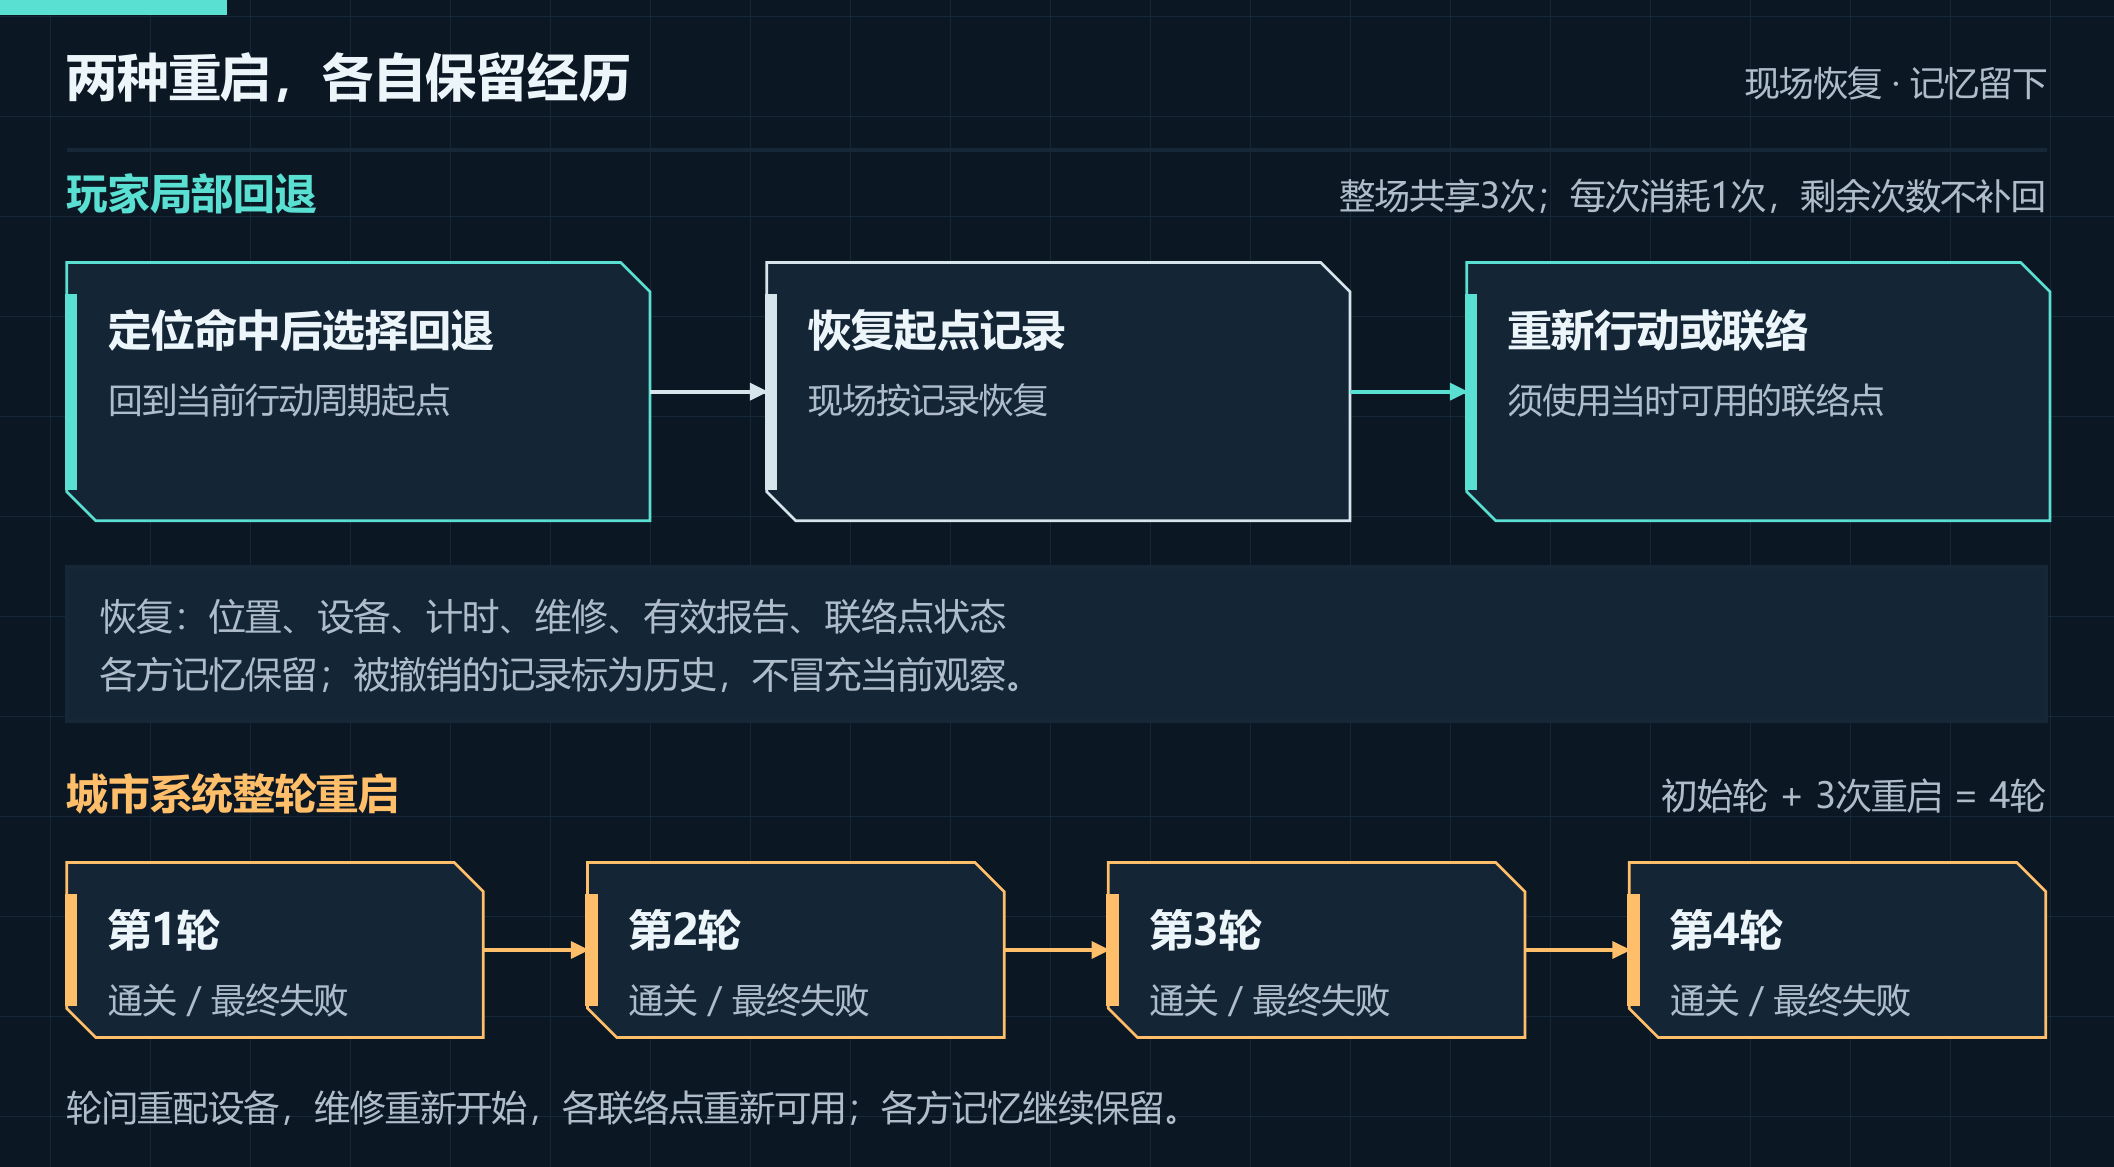 两种重启，各自保留经历
现场恢复 · 记忆留下
玩家局部回退
整场共享3次；每次消耗1次，剩余次数不补回
定位命中后选择回退
回到当前行动周期起点
恢复起点记录
现场按记录恢复
重新行动或联络
须使用当时可用的联络点
恢复：位置、设备、计时、维修、有效报告、联络点状态
各方记忆保留；被撤销的记录标为历史，不冒充当前观察。
城市系统整轮重启
初始轮 + 3次重启 = 4轮
第1轮
通关 / 最终失败
第2轮
通关 / 最终失败
第3轮
通关 / 最终失败
第4轮
通关 / 最终失败
轮间重配设备，维修重新开始，各联络点重新可用；各方记忆继续保留。